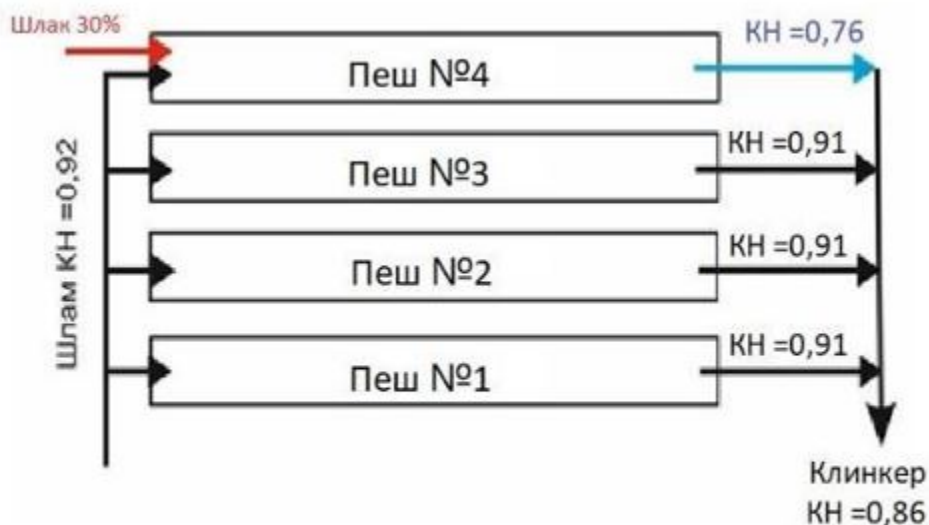 Шлак 30%
КН =0,76
Пеш №4
Шлам КН =0,92
КН =0,91
Пеш №3
КН =0,91
Пеш №2
КН =0,91
Пеш №1
Клинкер
КН =0,86